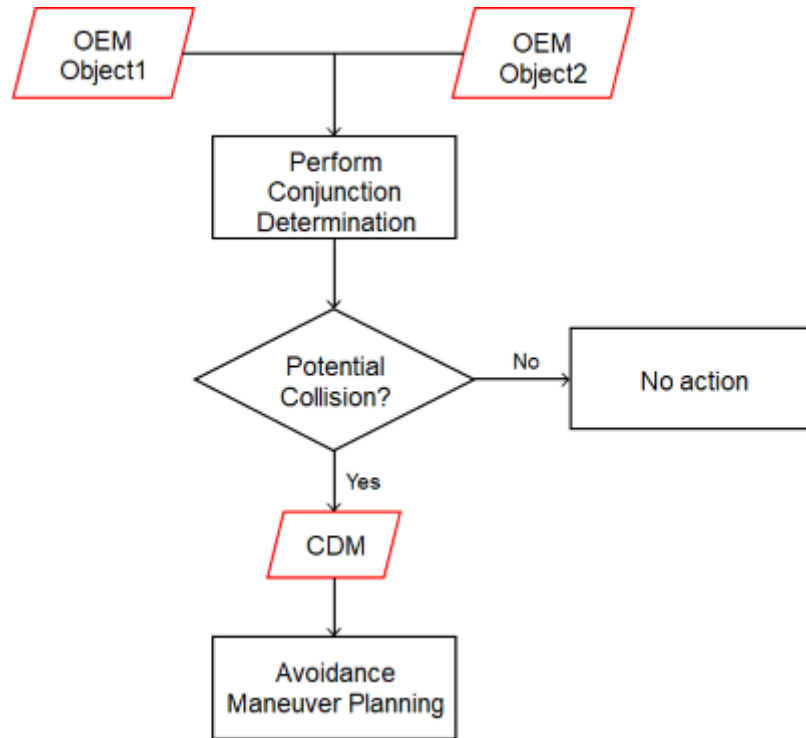 OEM
Object1
OEM
Object2
Perform
Conjunction
Determination
Potential
Collision?
No
No action
Yes
CDM
Avoidance
Maneuver Planning